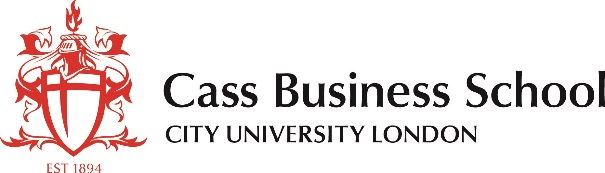 Cass Business School
CITY UNIVERSITY LONDON
EST 1894